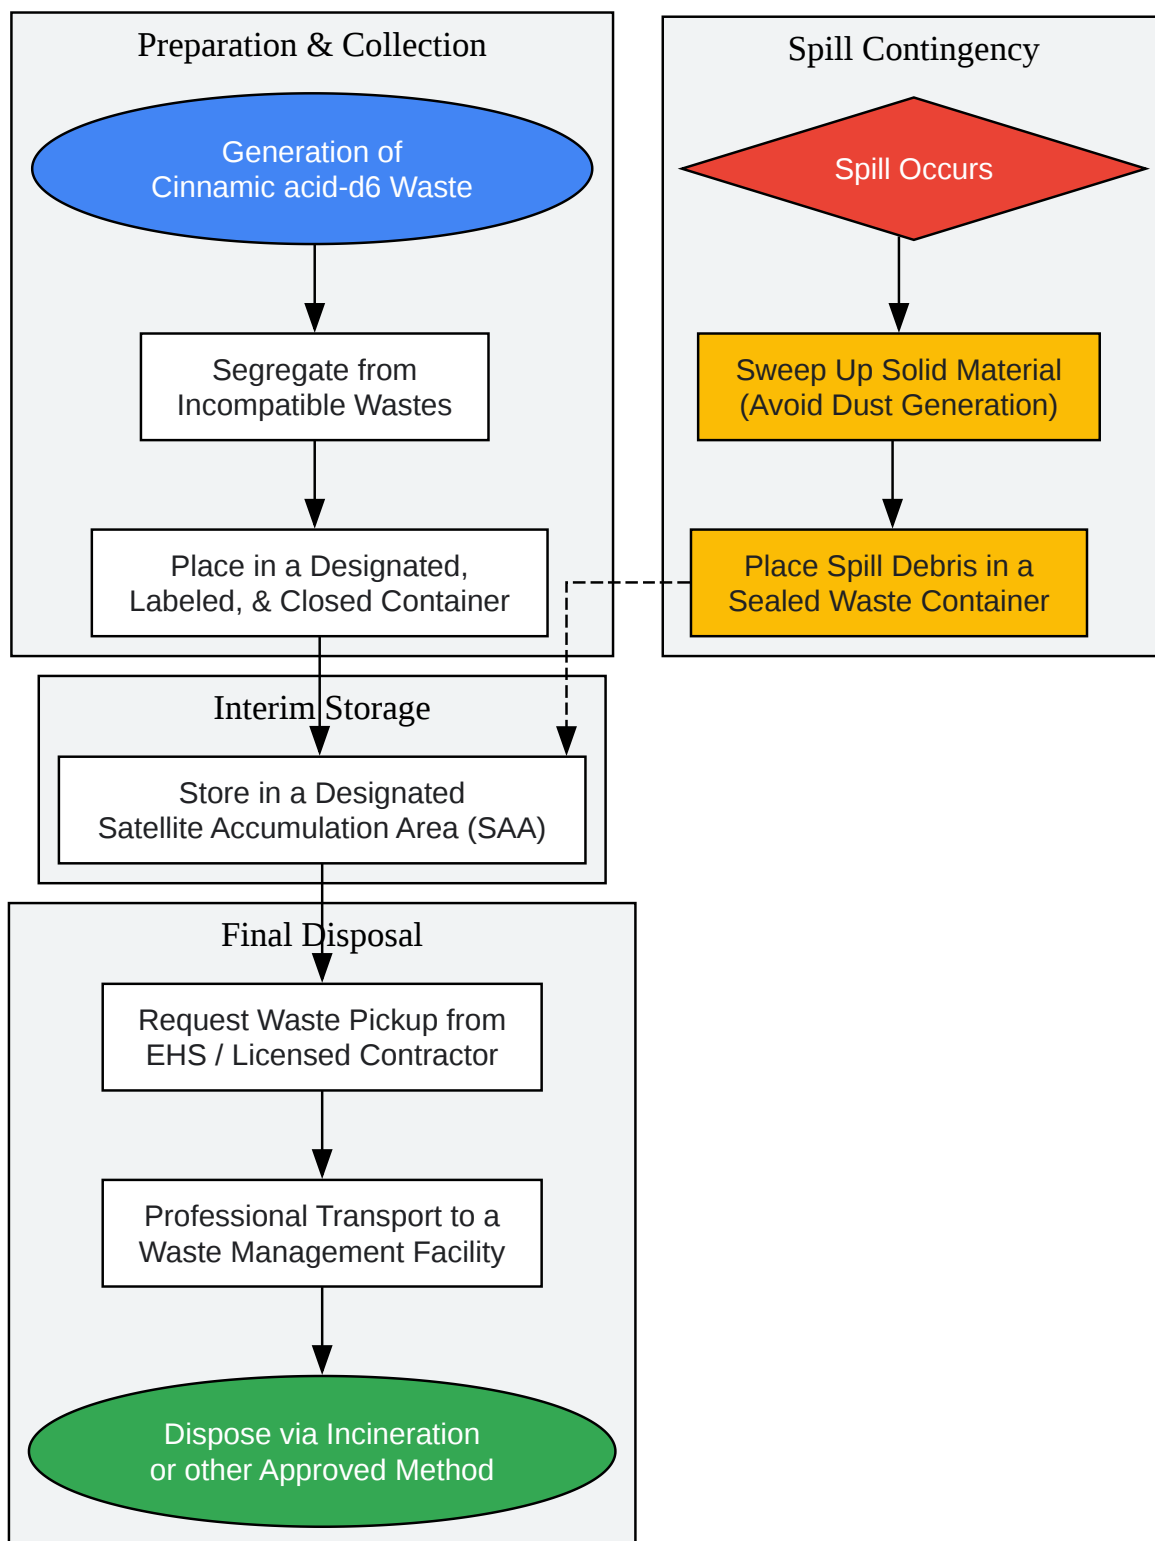 Preparation & Collection
Generation of
Cinnamic acid-d6 Waste
Segregate from
Incompatible Wastes
Place in a Designated,
Labeled, & Closed Container
Spill Contingency
Spill Occurs
Sweep Up Solid Material
(Avoid Dust Generation)
Place Spill Debris in a
Sealed Waste Container
Interim Storage
Store in a Designated
Satellite Accumulation Area (SAA)
Final Disposal
Request Waste Pickup from
EHS / Licensed Contractor
Professional Transport to a
Waste Management Facility
Dispose via Incineration
or other Approved Method